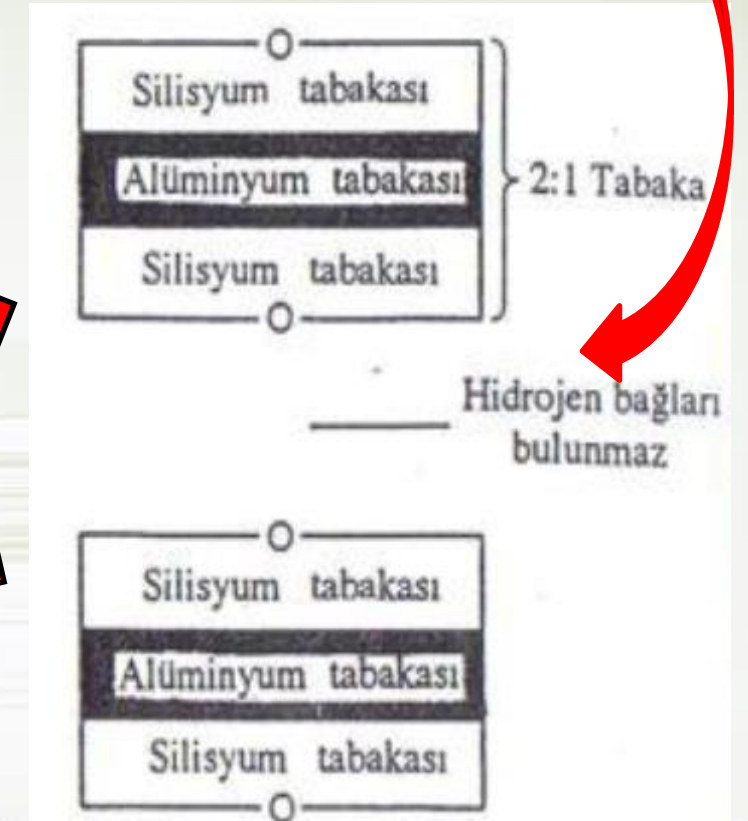 O
Silisyum tabakası
Alüminyum tabakası
2:1 Tabaka
Silisyum tabakası
O
Hidrojen bağları
bulunmaz
O
Silisyum tabakası
Alüminyum tabakası
Silisyum tabakası
O